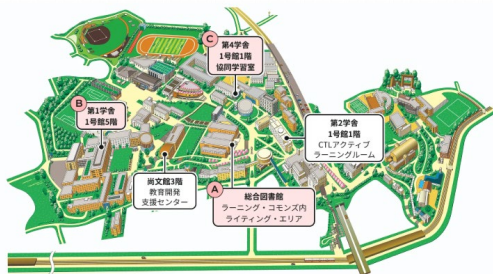 C
第4学舎
1号館1階
協同学習室
B
第1学舎
1号館5階
第2学舎
1号館1階
CTLアクティブ
ラーニングルーム
尚文館3階
教育開発
支援センター
A
総合図書館
ラーニング・コモンズ内
ライティング・エリア